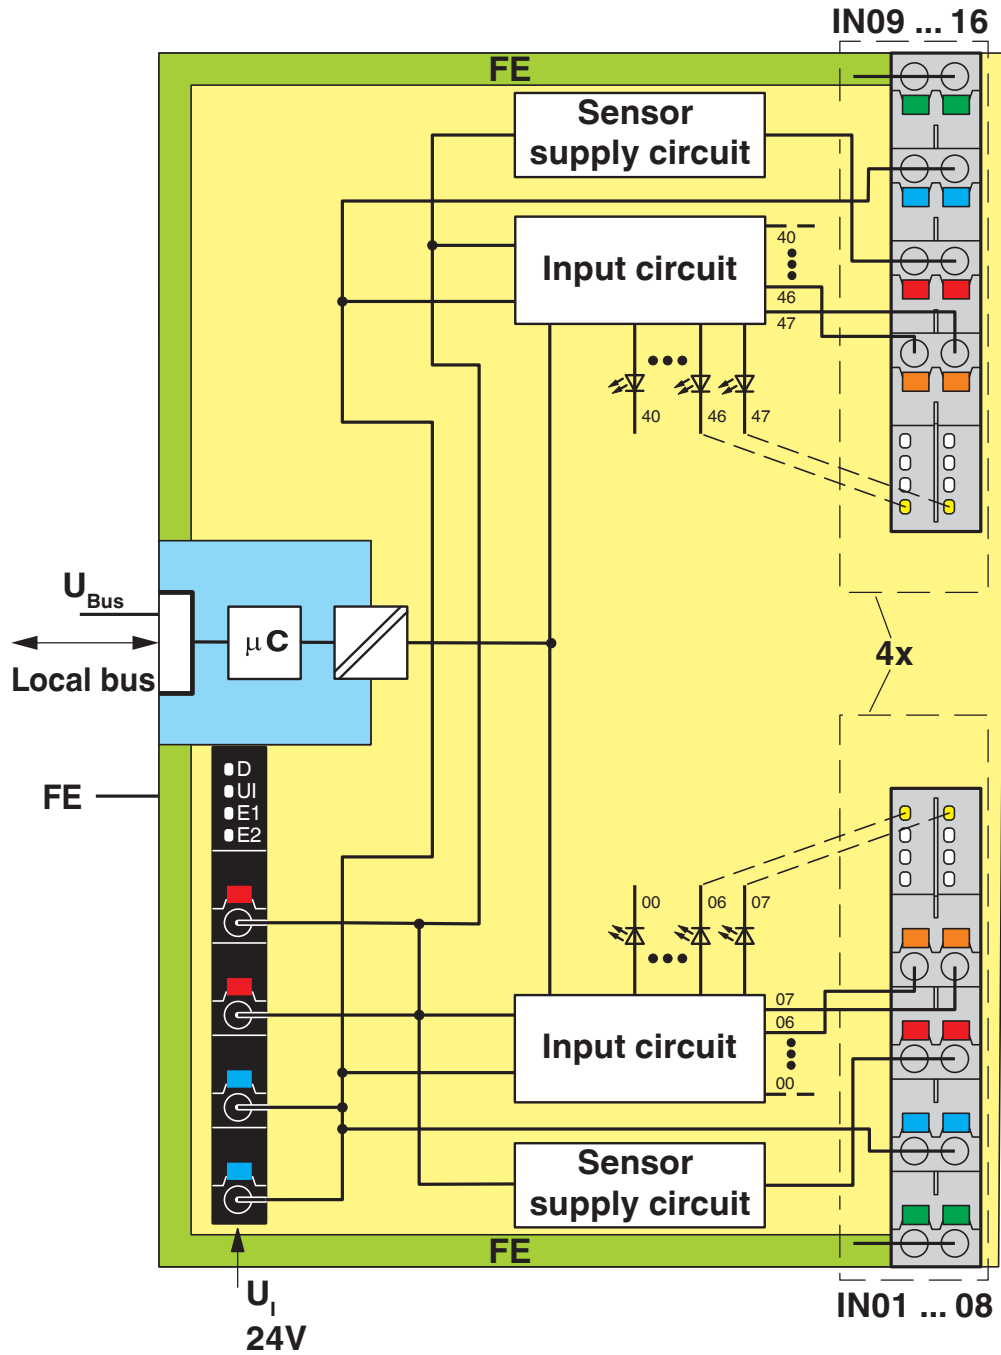 IN09 ... 16
FE
Sensor
supply circuit
40
Input circuit
46
47
40
46
47
U Bus
μC
4x
Local bus
D
UI
FE
E1
E2
00
06
07
07
06
Input circuit
00
Sensor
supply circuit
FE
U I
24V
IN01 ... 08